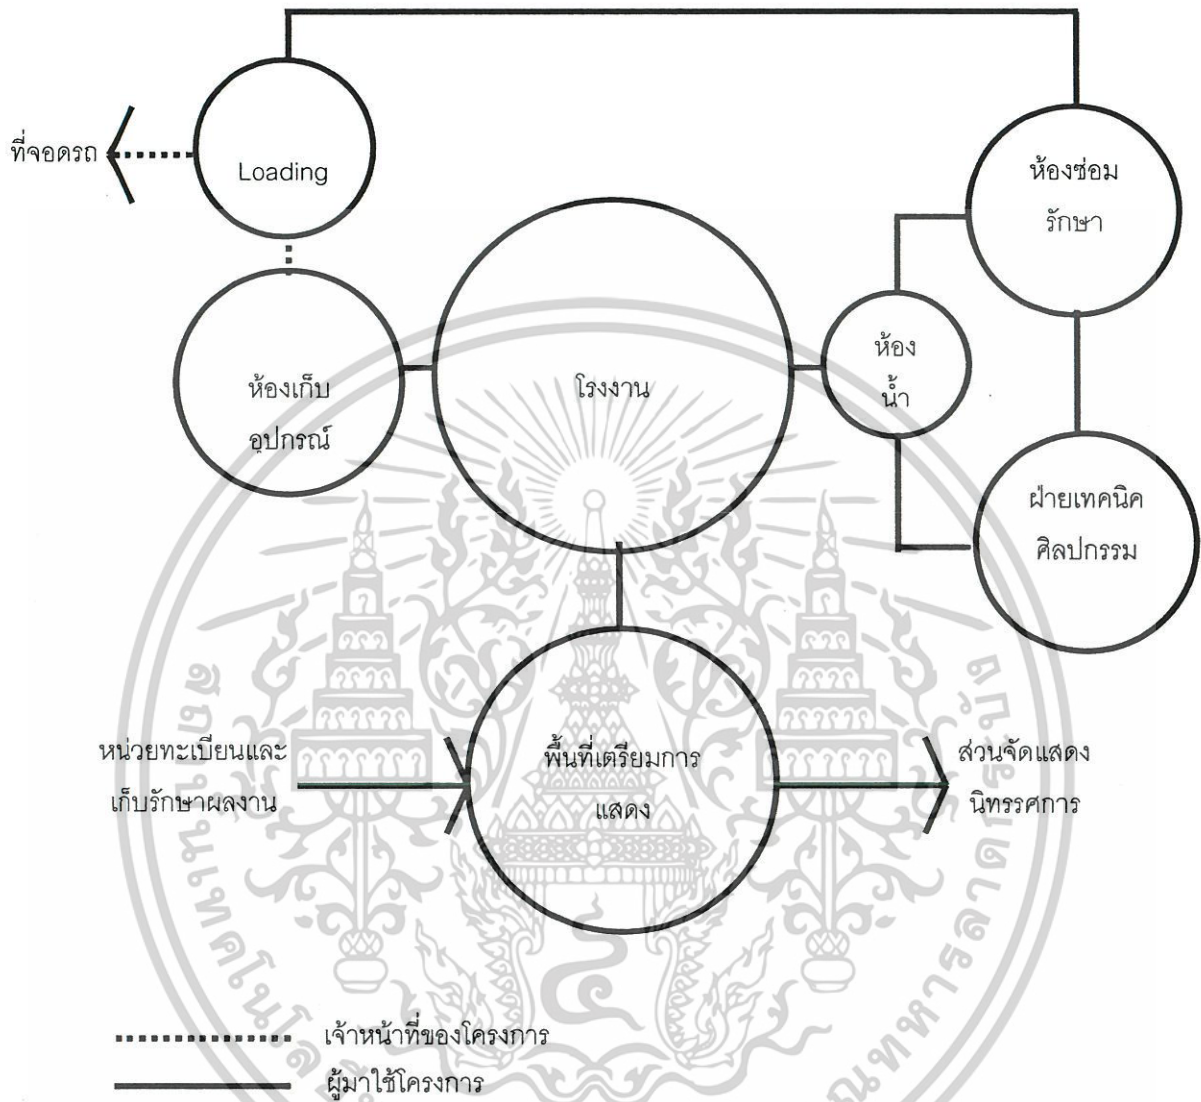 ที่จอดรถ
Loading
ห้องซ่อม
รักษา
ห้องเก็บ
อุปกรณ์
โรงงาน
ห้อง
น้ำ
ฝ่ายเทคนิค
ศิลปกรรม
หน่วยทะเบียนและ
เก็บรักษาผลงาน
พื้นที่เตรียมการ
แสดง
ส่วนจัดแสดง
นิทรรศการ
เจ้าหน้าที่ของโครงการ
ผู้มาใช้โครงการ